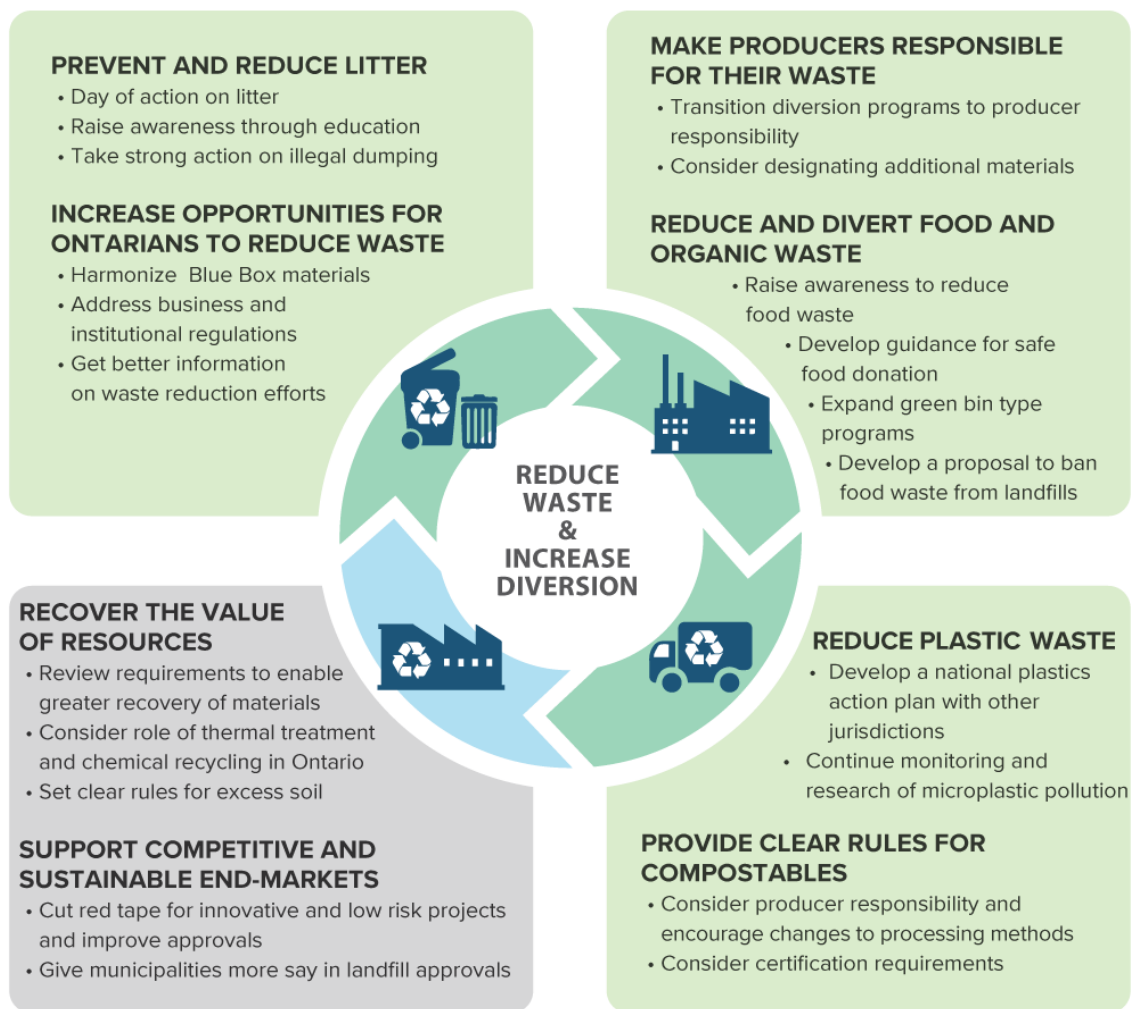 PREVENT AND REDUCE LITTER
• Day of action on litter
• Raise awareness through education
• Take strong action on illegal dumping
INCREASE OPPORTUNITIES FOR
ONTARIANS TO REDUCE WASTE
• Harmonize Blue Box materials
• Address business and
institutional regulations
• Get better information
on waste reduction efforts
MAKE PRODUCERS RESPONSIBLE
FOR THEIR WASTE
• Transition diversion programs to producer
responsibility
• Consider designating additional materials
REDUCE AND DIVERT FOOD AND
ORGANIC WASTE
• Raise awareness to reduce
food waste
• Develop guidance for safe
food donation
• Expand green bin type
programs
• Develop a proposal to ban
food waste from landfills
REDUCE
WASTE
&
INCREASE
DIVERSION
RECOVER THE VALUE
OF RESOURCES
• Review requirements to enable
greater recovery of materials
• Consider role of thermal treatment
and chemical recycling in Ontario
• Set clear rules for excess soil
SUPPORT COMPETITIVE AND
SUSTAINABLE END-MARKETS
• Cut red tape for innovative and low risk projects
and improve approvals
• Give municipalities more say in landfill approvals
REDUCE PLASTIC WASTE
• Develop a national plastics
action plan with other
jurisdictions
• Continue monitoring and
research of microplastic pollution
PROVIDE CLEAR RULES FOR
COMPOSTABLES
• Consider producer responsibility and
encourage changes to processing methods
• Consider certification requirements